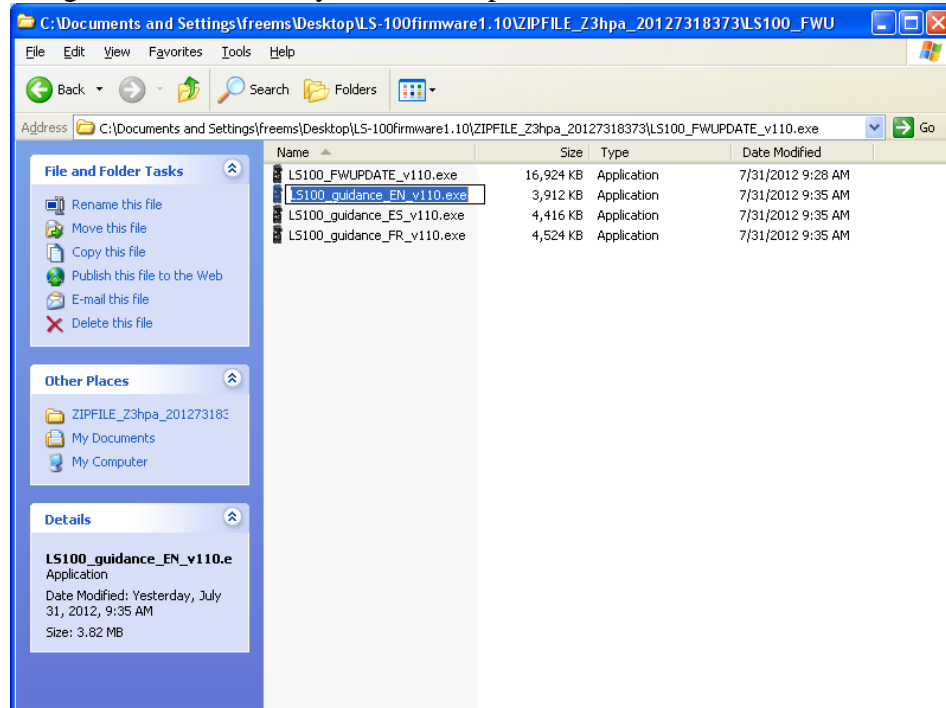 C:\Documents and Settings\freems\Desktop\LS-100firmware1.10\ZIPFILE_Z3hpa_20127318373\LS100_FWU
File Edit View Favorites Tools Help
Back Search Folders
Address C:\Documents and Settings\freems\Desktop\LS-100firmware1.10\ZIPFILE_Z3hpa_20127318373\LS100_FWUPDATE_v110.exe Go
Name Size Type Date Modified
LS100_FWUPDATE_v110.exe 16,924 KB Application 7/31/2012 9:28 AM
LS100_guidance_EN_v110.exe 3,912 KB Application 7/31/2012 9:35 AM
LS100_guidance_ES_v110.exe 4,416 KB Application 7/31/2012 9:35 AM
LS100_guidance_FR_v110.exe 4,524 KB Application 7/31/2012 9:35 AM
File and Folder Tasks
Rename this file
Move this file
Copy this file
Publish this file to the Web
E-mail this file
Delete this file
Other Places
ZIPFILE_Z3hpa_20127318
My Documents
My Computer
Details
LS100_guidance_EN_v110.e
Application
Date Modified: Yesterday, July
31, 2012, 9:35 AM
Size: 3.82 MB